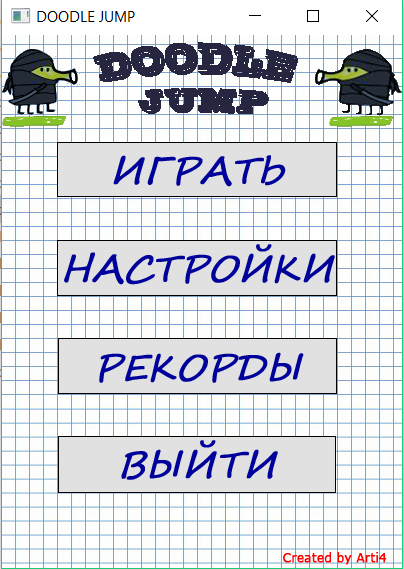 DOODLE JUMP
DOODLE
JUMP
ИГРАТЬ
НАСТРОЙКИ
РЕКОРДЫ
ВЫЙТИ
Created by Arti4